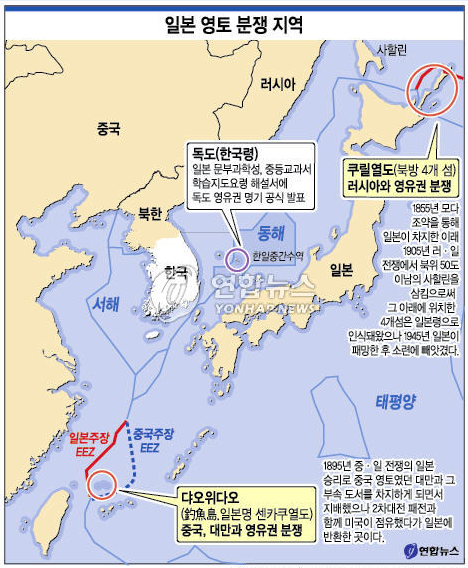 일본 영토 분쟁 지역
사할린
러시아
중국
쿠릴열도(북방 4개 섬)
러시아와 영유권 분쟁
1855년 모다
조약을 통해
일본이 차지한 이래
1905년 러·일
전쟁에서 북위 50도
이남의 사할린을
삼킴으로써
그 아래에 위치한
4개섬은 일본령으로
인식돼왔으나 1945년 일본이
패망한 후 소련에 빼앗겼다.
독도(한국령)
일본 문부과학성, 중등교과서
학습지도요령 해설서에
독도 영유권 명기 공식 발표
북한
동해
한일중간수역
한국
일본
서해
연합뉴스
YONHAPNEWS
태평양
일본주장
EEZ
중국주장
EEZ
댜오위다오
(釣魚島, 일본명 센카쿠열도)
중국, 대만과 영유권 분쟁
1895년 중·일 전쟁의 일본
승리로 중국 영토였던 대만과 그
부속 도서를 차지하게 되면서
지배했으나 2차대전 패전과
함께 미국이 점유했다가 일본에
반환한 곳이다.
연합뉴스